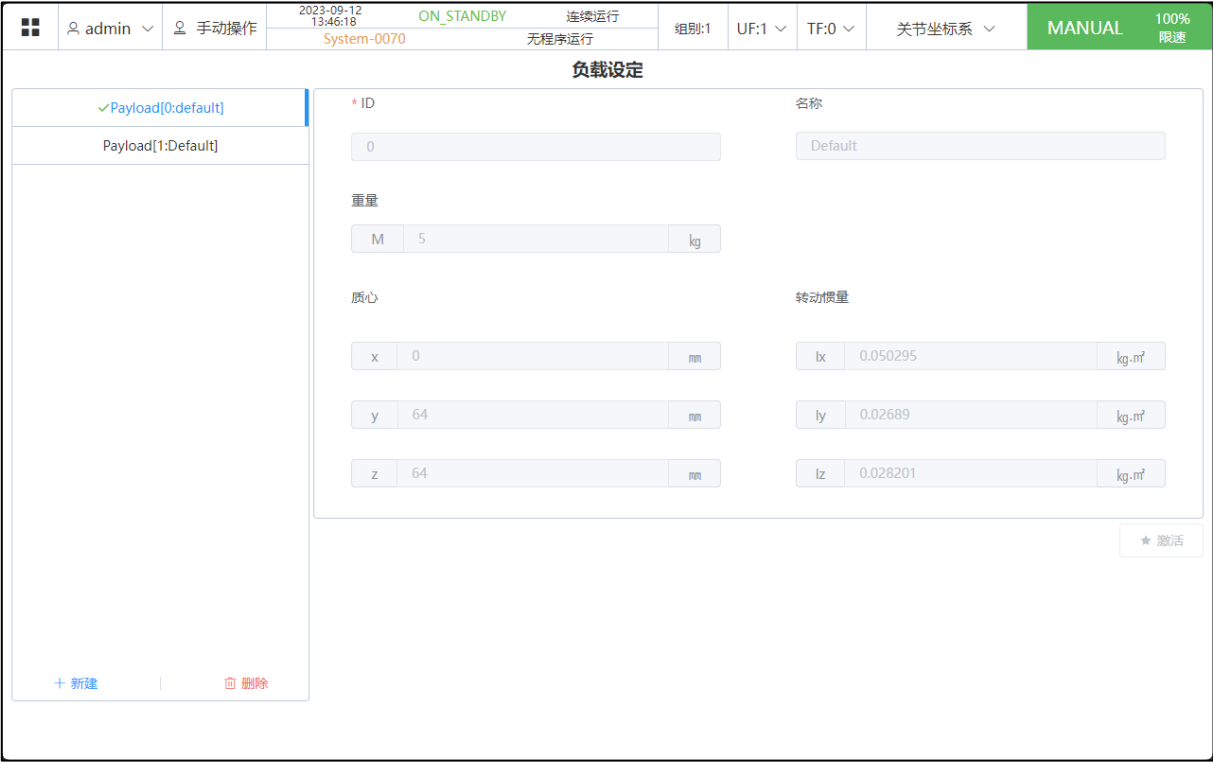 admin
手动操作
2023-09-12
13:46:18
ON_STANDBY
连续运行
System-0070
无程序运行
组别:1
UF:1
TF:0
关节坐标系
MANUAL
100%
限速
负载设定
Payload[0:default]
Payload[1:Default]
* ID
名称
0
Default
重量
M 5 kg
质心
转动惯量
x 0 mm
Ix 0.050295 kg.m²
y 64 mm
Iy 0.02689 kg.m²
z 64 mm
Iz 0.028201 kg.m²
激活
新建
删除